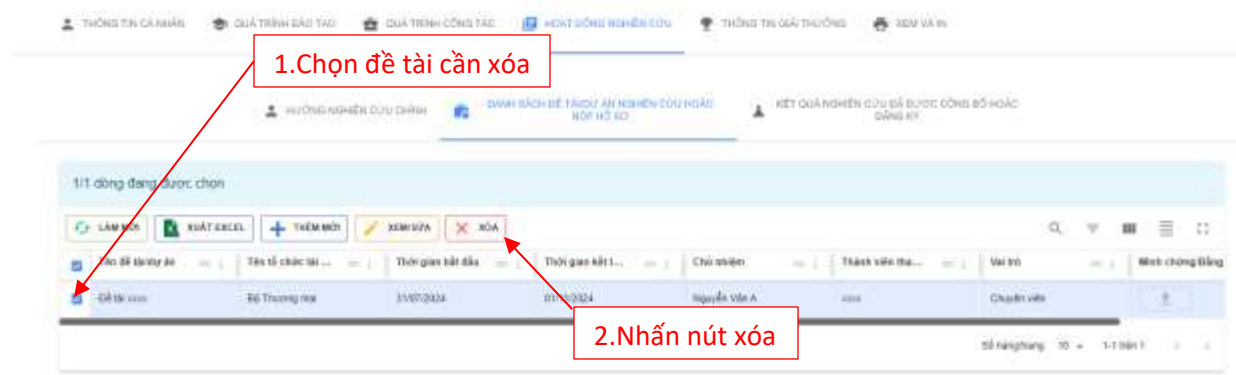 THÔNG TIN CÁ NHÂN QUÁ TRÌNH ĐÀO TẠO QUÁ TRÌNH CÔNG TÁC HOẠT ĐỘNG NGHIÊN CỨU THÔNG TIN GIẢI THƯỞNG XEM VÀ IN
1.Chọn đề tài cần xóa
HƯỚNG NGHIÊN CỨU CHÍNH DANH SÁCH ĐỀ TÀI/DỰ ÁN NGHIÊN CỨU HOẶC KẾT QUẢ NGHIÊN CỨU ĐÃ ĐƯỢC CÔNG BỐ HOẶC
NỘP HỒ SƠ ĐĂNG KÝ
1/1 dòng đang được chọn
LÀM MỚI XUẤT EXCEL THÊM MỚI XEM/SỬA XÓA
Tên đề tài/dự án Tên tổ chức tài ... Thời gian bắt đầu Thời gian kết t... Chủ nhiệm Thành viên tha... Vai trò Minh chứng Bằng
Đề tài xxxx Bộ Thương mại 31/07/2024 Nguyễn Văn A xxxx Chuyên viên
2.Nhấn nút xóa
Số hàng/trang: 10 1-1 trên 1